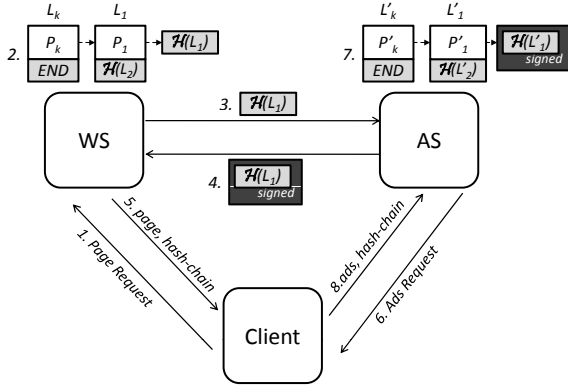 L_k L_1
2. P_k P_1 H(L_1)
END H(L_2)
L'_k L'_1
7. P'_k P'_1 H(L'_1)
signed
END H(L'_2)
WS
3. H(L_1)
AS
4. H(L_1)
signed
5. page, hash-chain
1. Page Request
8.ads, hash-chain
6. Ads Request
Client